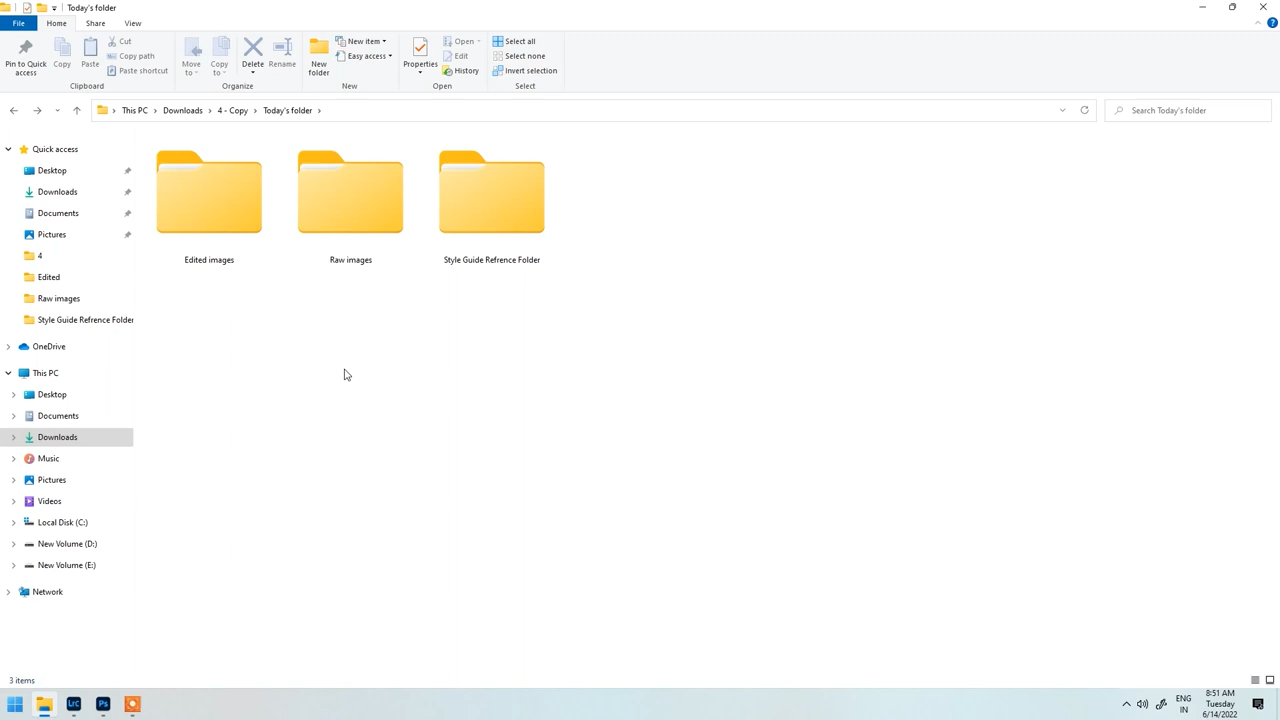 Today's folder
File Home Share View
Pin to Quick access
Copy
Paste
Cut
Copy path
Paste shortcut
Clipboard
Move to
Copy to
Delete
Rename
Organize
New folder
New item
Easy access
New
Properties
Open
Edit
History
Open
Select all
Select none
Invert selection
Select
This PC > Downloads > 4 - Copy > Today's folder >
Search Today's folder
Quick access
Desktop
Downloads
Documents
Pictures
4
Edited
Raw images
Style Guide Refrence Folder
OneDrive
This PC
Desktop
Documents
Downloads
Music
Pictures
Videos
Local Disk (C:)
New Volume (D:)
New Volume (E:)
Network
Edited images
Raw images
Style Guide Refrence Folder
3 items
LrC
Ps
ENG
IN
8:51 AM
Tuesday
6/14/2022